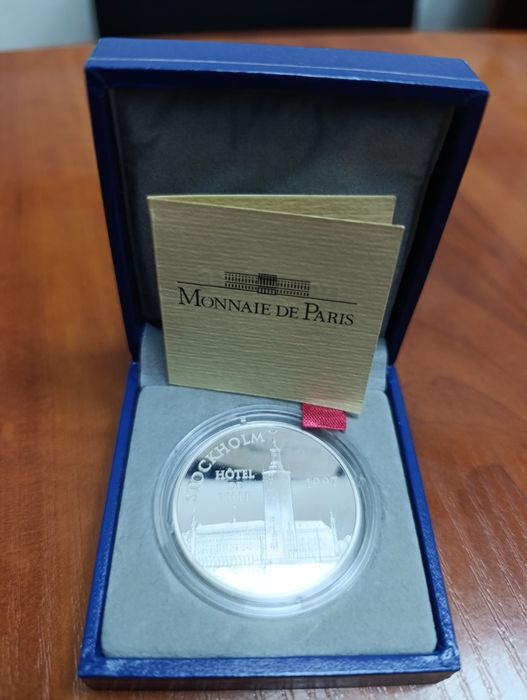 MONNAIE DE PARIS
STOCKHOLM
HÔTEL
1997